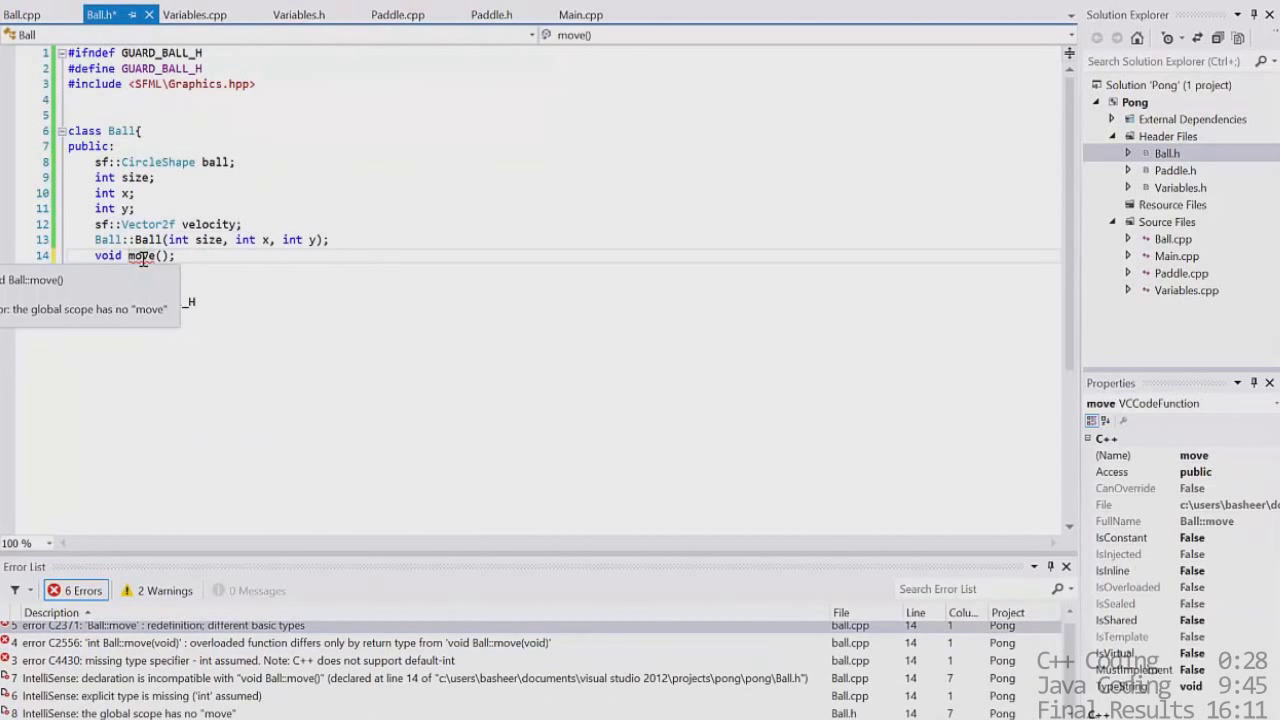 Ball.cpp Ball.h* Variables.cpp Variables.h Paddle.cpp Paddle.h Main.cpp
Ball move()
1 #ifndef GUARD_BALL_H
2 #define GUARD_BALL_H
3 #include <SFML\Graphics.hpp>
4
5
6 class Ball{
7 public:
8 sf::CircleShape ball;
9 int size;
10 int x;
11 int y;
12 sf::Vector2f velocity;
13 Ball::Ball(int size, int x, int y);
14 void move();
d Ball::move()
or: the global scope has no "move"
_H
100 %
Solution Explorer
Search Solution Explorer (Ctrl+;)
Solution 'Pong' (1 project)
Pong
External Dependencies
Header Files
Ball.h
Paddle.h
Variables.h
Resource Files
Source Files
Ball.cpp
Main.cpp
Paddle.cpp
Variables.cpp
Properties
move VCCodeFunction
C++
(Name) move
Access public
CanOverride False
File c:\users\basheer\do
FullName Ball::move
IsConstant False
IsInjected False
IsInline False
IsOverloaded False
IsSealed False
IsShared False
IsTemplate False
IsVirtual False
MustImplement False
TypeString void
C++
Error List
6 Errors 2 Warnings 0 Messages Search Error List
Description File Line Colu... Project
5 error C2371: 'Ball::move' : redefinition; different basic types ball.cpp 14 1 Pong
4 error C2556: 'int Ball::move(void)' : overloaded function differs only by return type from 'void Ball::move(void)' ball.cpp 14 1 Pong
3 error C4430: missing type specifier - int assumed. Note: C++ does not support default-int ball.cpp 14 1 Pong
7 IntelliSense: declaration is incompatible with "void Ball::move()" (declared at line 14 of "c:\users\basheer\documents\visual studio 2012\projects\pong\pong\Ball.h") ball.cpp 14 7 Pong
6 IntelliSense: explicit type is missing ('int' assumed) ball.cpp 14 1 Pong
8 IntelliSense: the global scope has no "move" Ball.h 14 7 Pong
C++ Coding 0:28
Java Coding 9:45
Final Results 16:11